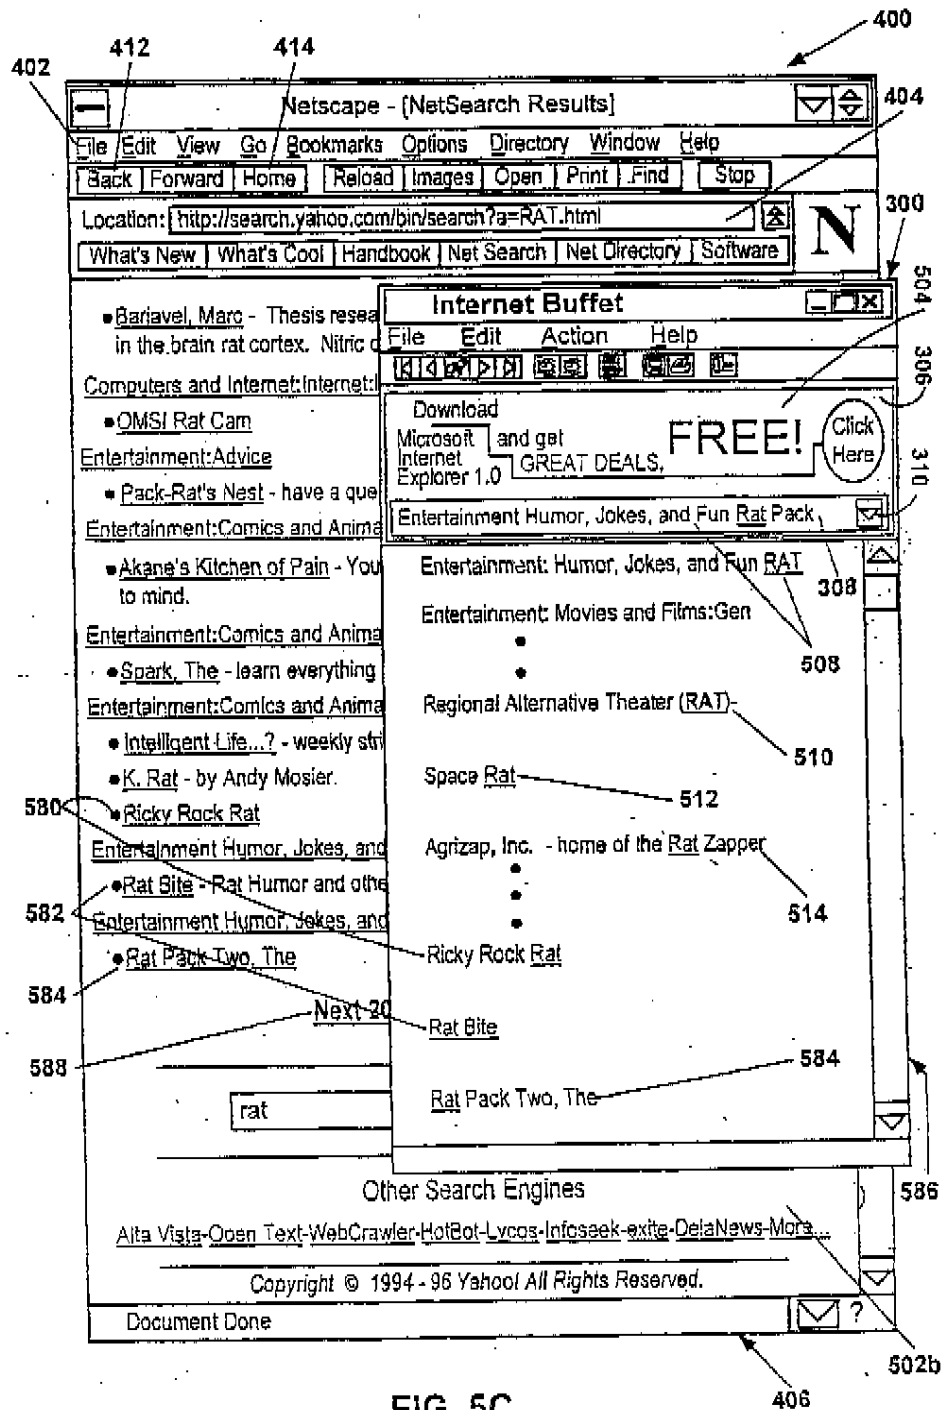 400
412 414
402
Netscape - [NetSearch Results]
404
File Edit View Go Bookmarks Options Directory Window Help
Back Forward Home Reload Images Open Print Find Stop
Location: http://search.yahoo.com/bin/search?a=RAT.html
N
300
What's New What's Cool Handbook Net Search Net Directory Software
504
Internet Buffet
File Edit Action Help
306
Download
Microsoft Internet Explorer 1.0
and get
GREAT DEALS,
FREE!
Click Here
310
Entertainment Humor, Jokes, and Fun Rat Pack
308
Entertainment: Humor, Jokes, and Fun RAT
Entertainment: Movies and Films:Gen
508
Regional Alternative Theater (RAT)-
510
Space Rat
512
Agrizap, Inc. - home of the Rat Zapper
514
Ricky Rock Rat
Rat Bite
584
Rat Pack Two, The
586
Bariavel, Marc - Thesis resea
in the brain rat cortex. Nitric
Computers and Internet:Internet:I
OMSI Rat Cam
Entertainment:Advice
Pack-Rat's Nest - have a que
Entertainment:Comics and Anima
Akane's Kitchen of Pain - You
to mind.
Entertainment:Comics and Anima
Spark, The - learn everything
Entertainment:Comics and Anima
Intelligent Life...? - weekly stri
K. Rat - by Andy Mosier.
580
Ricky Rock Rat
Entertainment Humor, Jokes, and
582
Rat Bite - Rat Humor and othe
Entertainment Humor, Jokes, and
Rat Pack Two, The
584
Next 20
588
rat
Other Search Engines
Alta Vista-Open Text-WebCrawler-HotBot-Lycos-Infoseek-exite-DejaNews-More...
Copyright © 1994 - 96 Yahoo! All Rights Reserved.
Document Done
?
502b
406
FIG. 5C